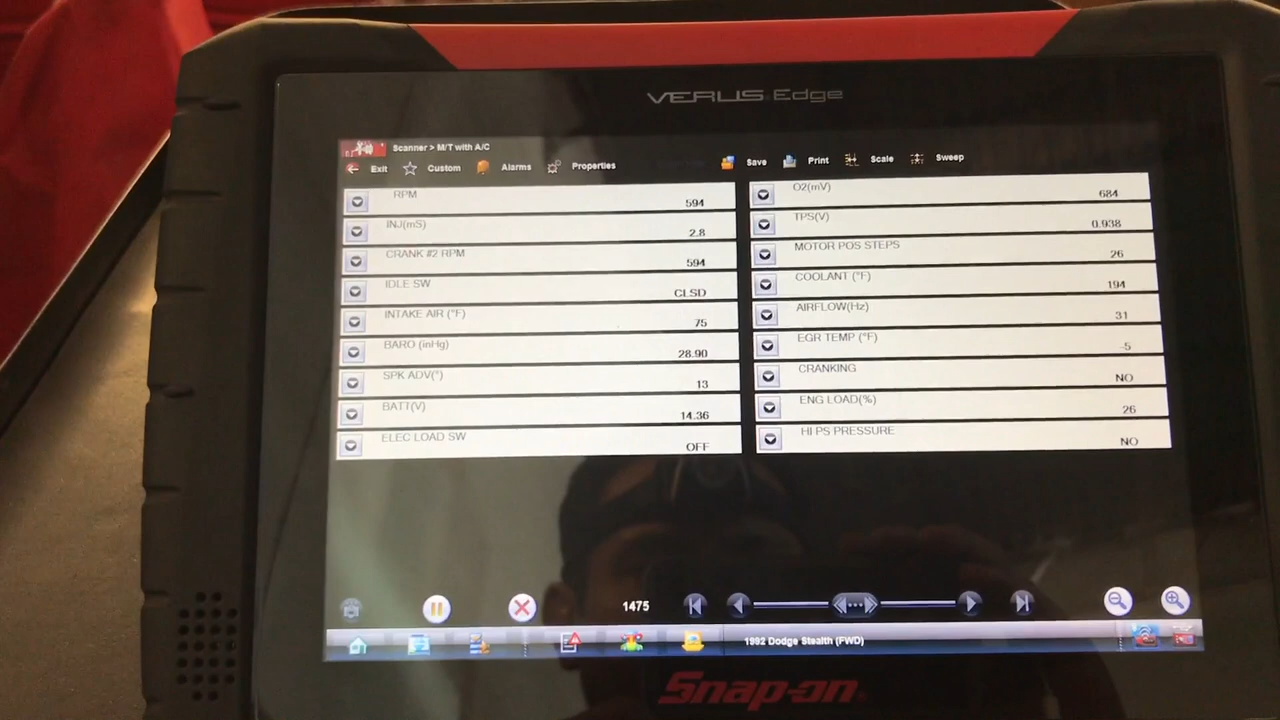 VERUS Edge
Scanner > M/T with A/C
Exit Custom Alarms Properties Save Print Scale Sweep
RPM 594
INJ(mS) 2.8
CRANK #2 RPM 594
IDLE SW CLSD
INTAKE AIR (°F) 75
BARO (inHg) 28.90
SPK ADV(°) 13
BATT(V) 14.36
ELEC LOAD SW OFF
O2(mV) 684
TPS(V) 0.938
MOTOR POS STEPS 26
COOLANT (°F) 194
AIRFLOW(Hz) 31
EGR TEMP (°F) -5
CRANKING NO
ENG LOAD(%) 26
HI PS PRESSURE NO
1475
1992 Dodge Stealth (FWD)
Snap-on